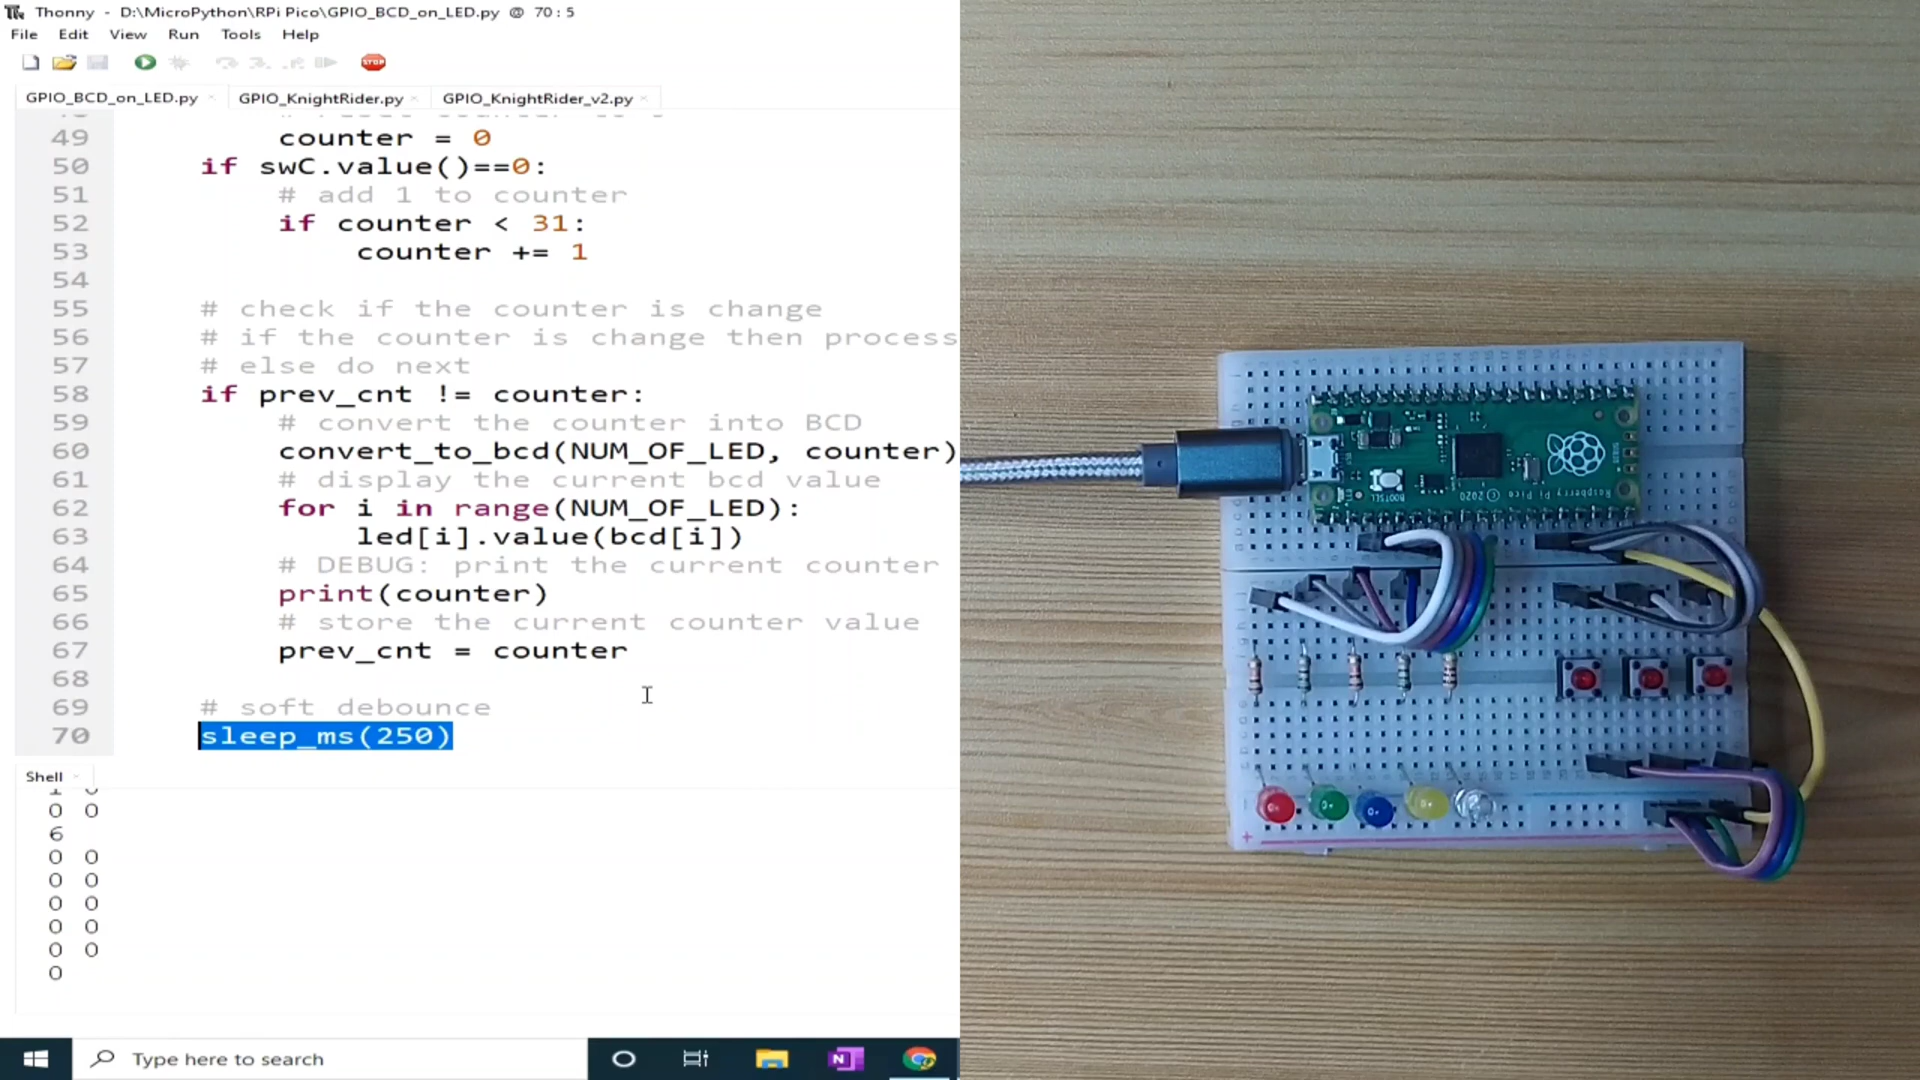 Thonny - D:\MicroPython\RPi Pico\GPIO_BCD_on_LED.py @ 70 : 5
File Edit View Run Tools Help
STOP
GPIO_BCD_on_LED.py GPIO_KnightRider.py GPIO_KnightRider_v2.py
49 counter = 0
50 if swC.value()==0:
51 # add 1 to counter
52 if counter < 31:
53 counter += 1
54
55 # check if the counter is change
56 # if the counter is change then process
57 # else do next
58 if prev_cnt != counter:
59 # convert the counter into BCD
60 convert_to_bcd(NUM_OF_LED, counter)
61 # display the current bcd value
62 for i in range(NUM_OF_LED):
63 led[i].value(bcd[i])
64 # DEBUG: print the current counter
65 print(counter)
66 # store the current counter value
67 prev_cnt = counter
68
69 # soft debounce
70 sleep_ms(250)
Shell
0 0
6
0 0
0 0
0 0
0 0
0 0
0
Type here to search
BOOTSEL
Raspberry Pi Pico © 2020